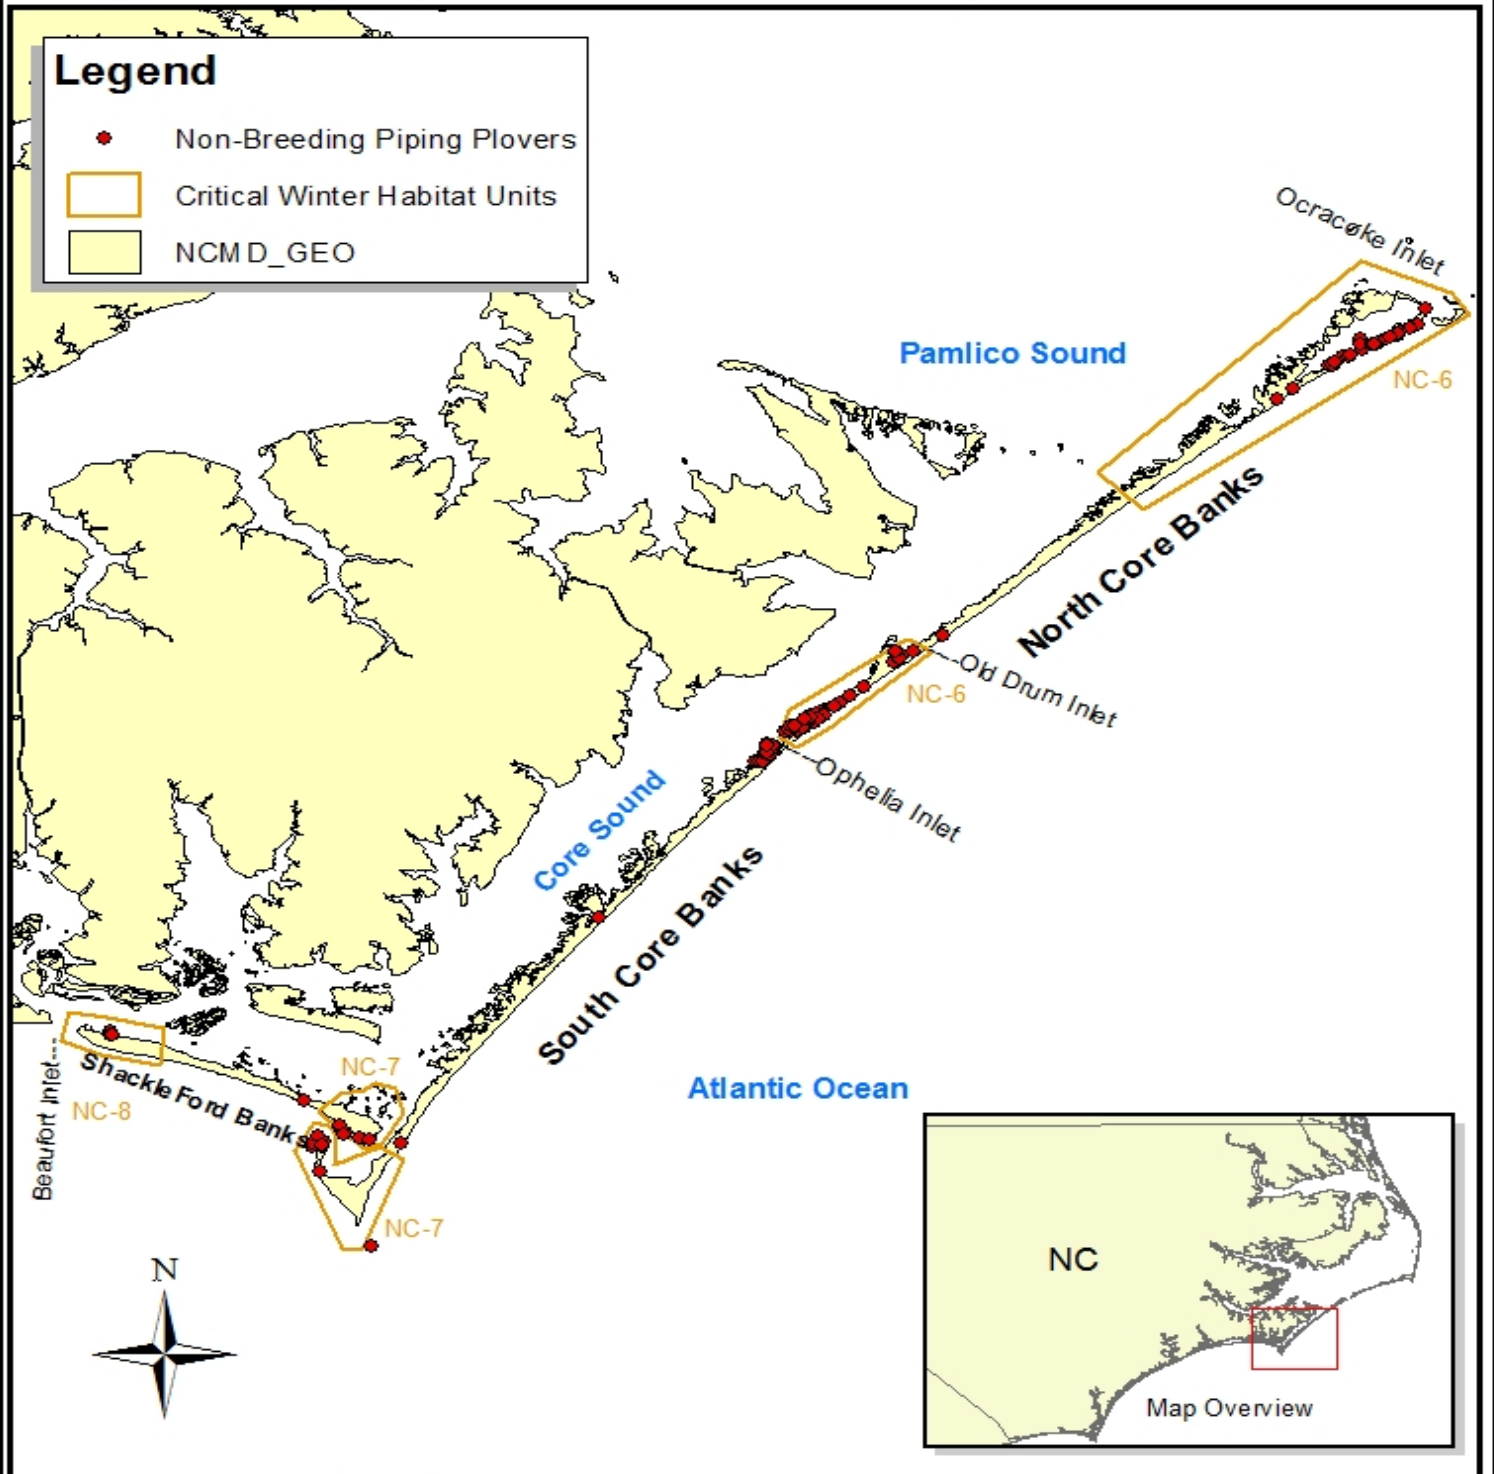 Legend
Non-Breeding Piping Plovers
Critical Winter Habitat Units
NCMD_GEO
Ocracoke Inlet
Pamlico Sound
NC-6
North Core Banks
Old Drum Inlet
NC-6
Ophelia Inlet
Core Sound
South Core Banks
Atlantic Ocean
NC-7
Shackle Ford Banks
NC-8
Beaufort Inlet
NC-7
N
NC
Map Overview